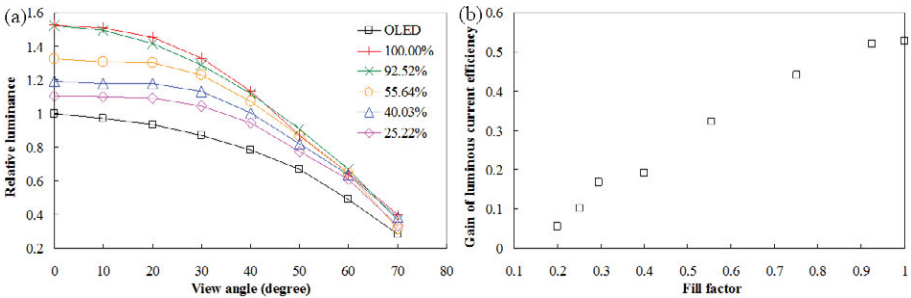 (a)
Relative luminance
1.6
1.4
1.2
1
0.8
0.6
0.4
0.2
0 10 20 30 40 50 60 70 80
View angle (degree)
OLED
100.00%
92.52%
55.64%
40.03%
25.22%
(b)
Gain of luminous current efficiency
0.6
0.5
0.4
0.3
0.2
0.1
0
0.1 0.2 0.3 0.4 0.5 0.6 0.7 0.8 0.9 1
Fill factor